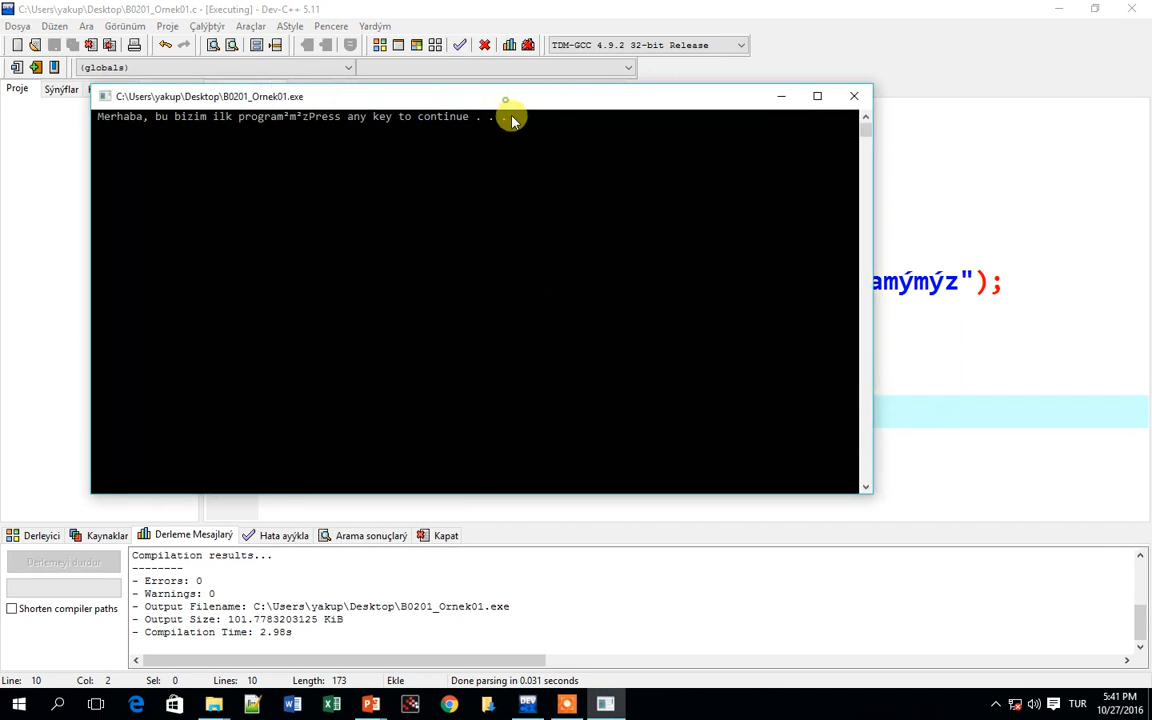 C:\Users\yakup\Desktop\B0201_Ornek01.c - [Executing] - Dev-C++ 5.11
Dosya Düzen Ara Görünüm Proje Çalýþtýr Araçlar AStyle Pencere Yardým
TDM-GCC 4.9.2 32-bit Release
(globals)
Proje Sýnýflar
C:\Users\yakup\Desktop\B0201_Ornek01.exe
Merhaba, bu bizim ilk program²m²zPress any key to continue . . .
amýmýz");
Derleyici Kaynaklar Derleme Mesajlarý Hata ayýkla Arama sonuçlarý Kapat
Derlemeyi durdur
Shorten compiler paths
Compilation results...
--------
- Errors: 0
- Warnings: 0
- Output Filename: C:\Users\yakup\Desktop\B0201_Ornek01.exe
- Output Size: 101.7783203125 KiB
- Compilation Time: 2.98s
Line: 10 Col: 2 Sel: 0 Lines: 10 Length: 173 Ekle Done parsing in 0.031 seconds
TUR
5:41 PM
10/27/2016